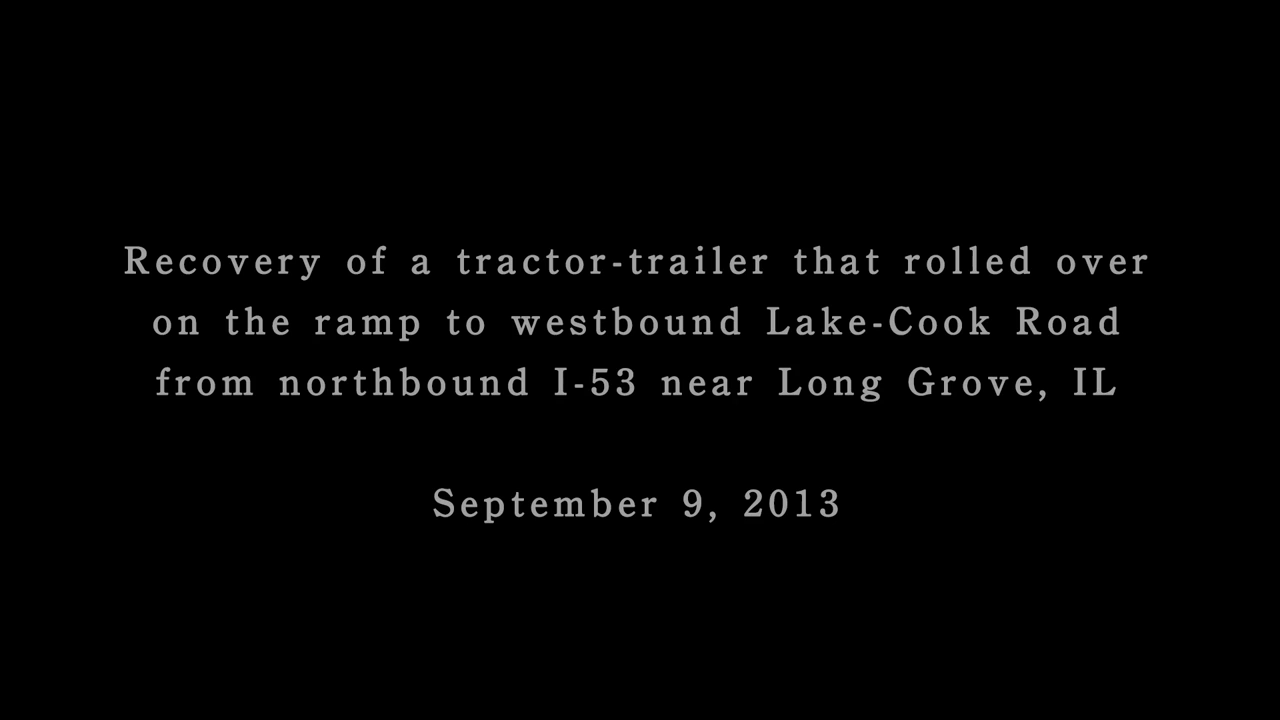 Recovery of a tractor-trailer that rolled over
on the ramp to westbound Lake-Cook Road
from northbound I-53 near Long Grove, IL
September 9, 2013